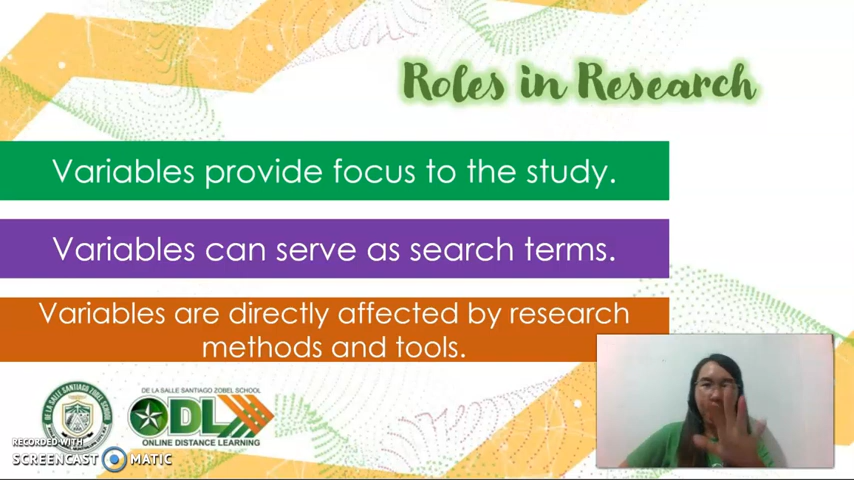 Roles in Research
Variables provide focus to the study.
Variables can serve as search terms.
Variables are directly affected by research
methods and tools.
DE LA SALLE SANTIAGO ZOBEL SCHOOL
ODL
ONLINE DISTANCE LEARNING
RECORDED WITH
SCREENCAST MATIC